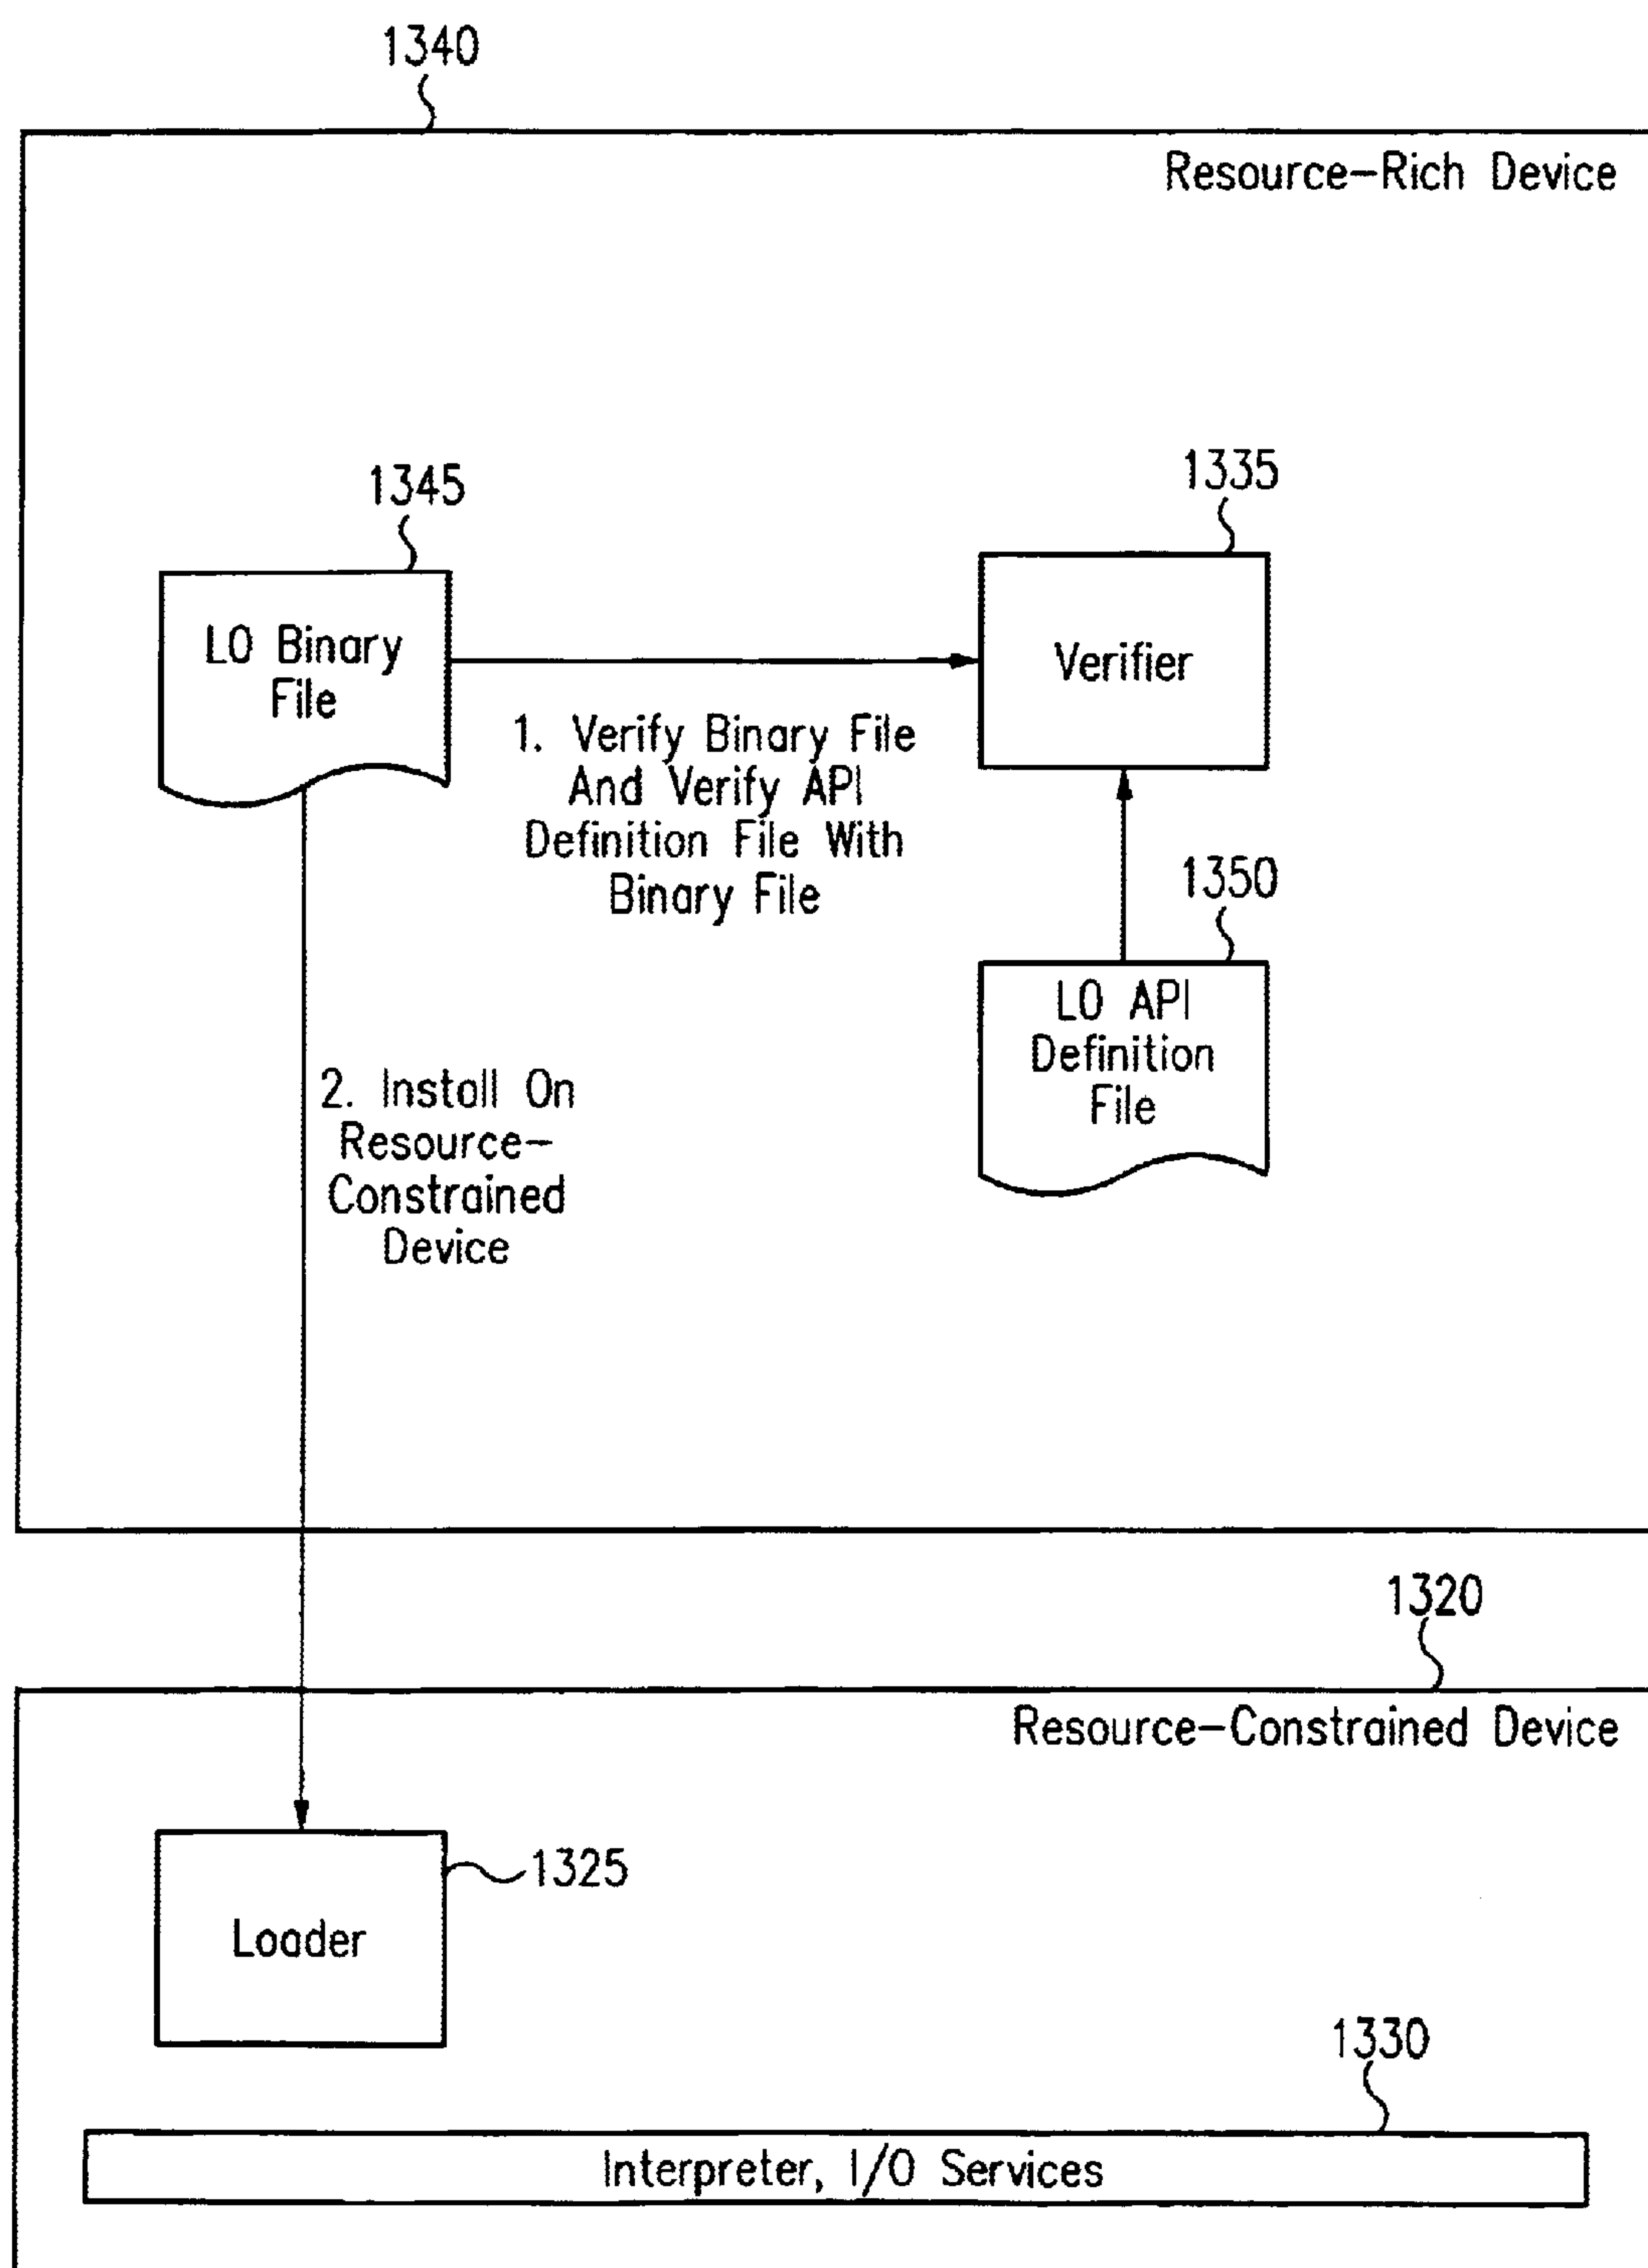 1340
Resource-Rich Device
1345
1335
L0 Binary
File
Verifier
1. Verify Binary File
And Verify API
Definition File With
Binary File
1350
L0 API
Definition
File
2. Install On
Resource-
Constrained
Device
1320
Resource-Constrained Device
1325
Loader
1330
Interpreter, I/O Services